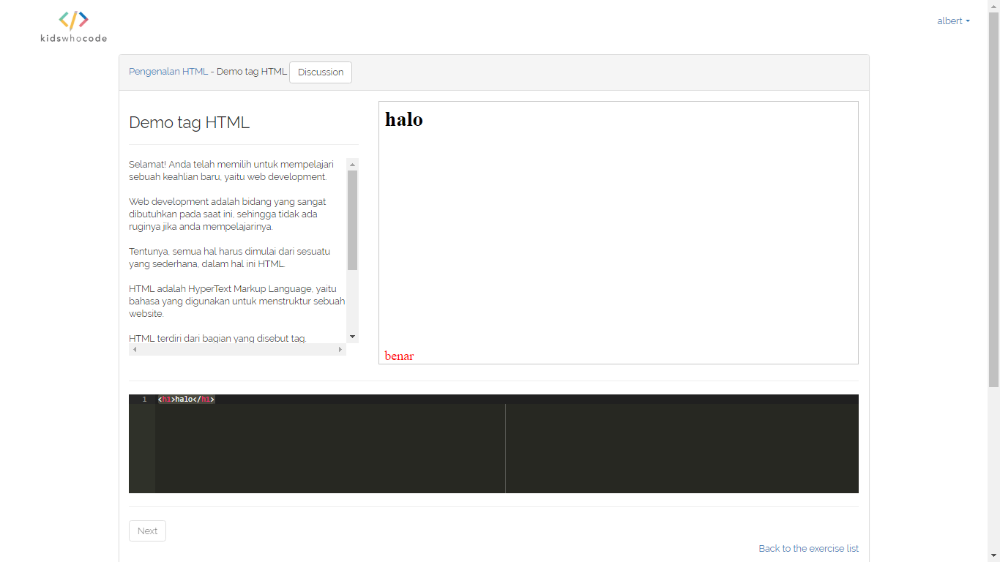 kidswhocode
albert
Pengenalan HTML - Demo tag HTML Discussion
Demo tag HTML
Selamat! Anda telah memilih untuk mempelajari
sebuah keahlian baru, yaitu web development.
Web development adalah bidang yang sangat
dibutuhkan pada saat ini, sehingga tidak ada
ruginya jika anda mempelajarinya.
Tentunya, semua hal harus dimulai dari sesuatu
yang sederhana, dalam hal ini HTML.
HTML adalah HyperText Markup Language, yaitu
bahasa yang digunakan untuk menstruktur sebuah
website.
HTML terdiri dari bagian yang disebut tag.
halo
benar
1 <h1>halo</h1>
Next
Back to the exercise list